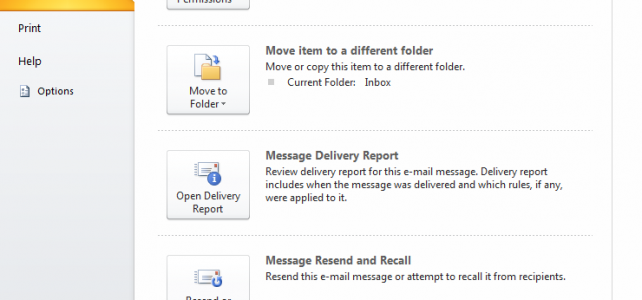 Permissions
Print
Help
Options
Move to
Folder
Move item to a different folder
Move or copy this item to a different folder.
Current Folder: Inbox
Open Delivery
Report
Message Delivery Report
Review delivery report for this e-mail message. Delivery report
includes when the message was delivered and which rules, if any,
were applied to it.
Resend or
Message Resend and Recall
Resend this e-mail message or attempt to recall it from recipients.